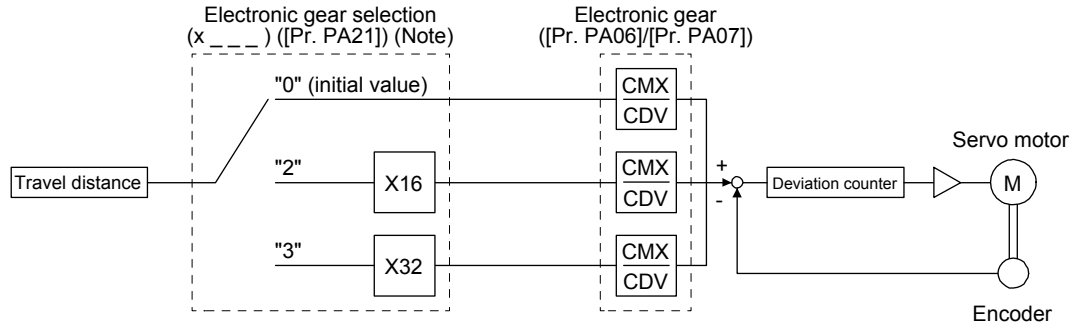 Electronic gear selection
(x _ _ _ ) ([Pr. PA21]) (Note)
Electronic gear
([Pr. PA06]/[Pr. PA07])
"0" (initial value)
CMX
CDV
Servo motor
Travel distance
"2"
X16
CMX
CDV
+
-
Deviation counter
M
"3"
X32
CMX
CDV
Encoder